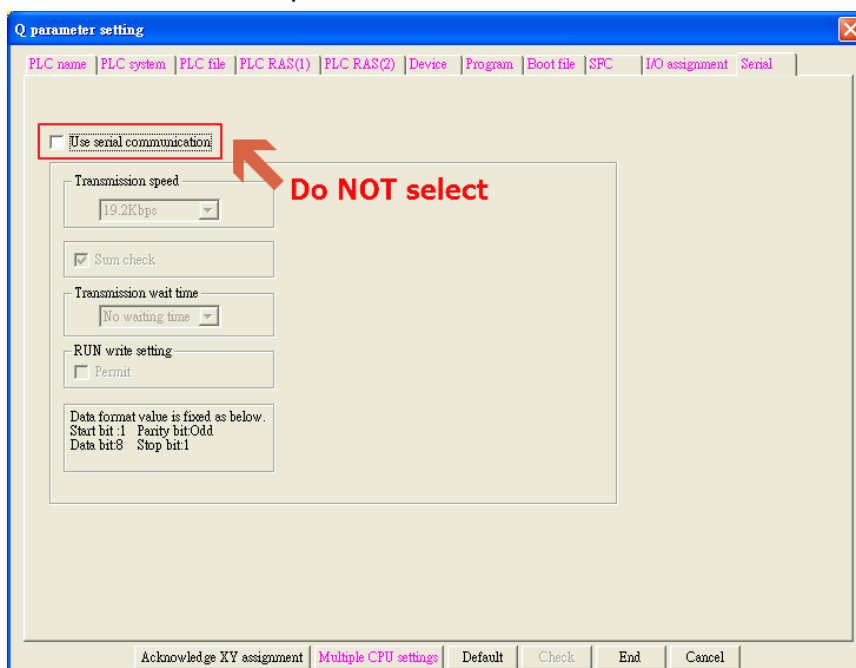 Q parameter setting
PLC name PLC system PLC file PLC RAS(1) PLC RAS(2) Device Program Boot file SFC I/O assignment Serial
Use serial communication
Do NOT select
Transmission speed
19.2Kbps
Sum check
Transmission wait time
No waiting time
RUN write setting
Permit
Data format value is fixed as below.
Start bit :1 Parity bit:Odd
Data bit:8 Stop bit:1
Acknowledge XY assignment Multiple CPU settings Default Check End Cancel